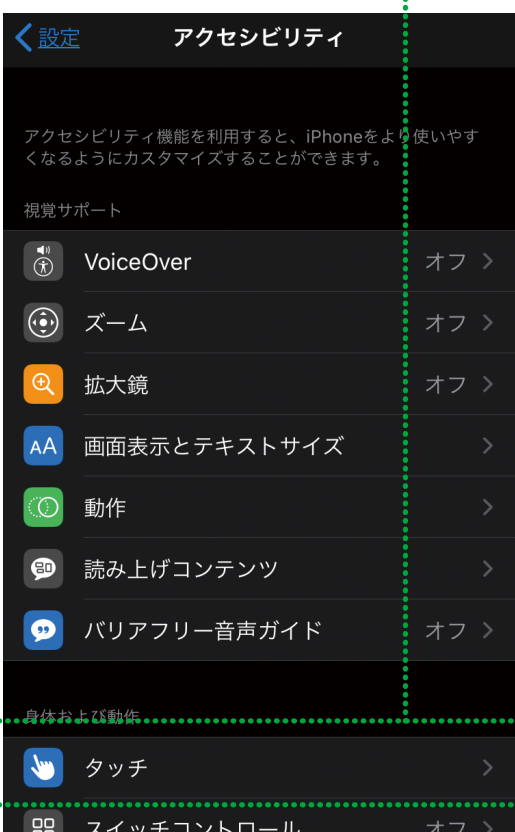 設定 アクセシビリティ
アクセシビリティ機能を利用すると、iPhoneをより使いやす
くなるようにカスタマイズすることができます。
視覚サポート
VoiceOver オフ
ズーム オフ
拡大鏡 オフ
AA 画面表示とテキストサイズ
動作
読み上げコンテンツ
バリアフリー音声ガイド オフ
身体および動作
タッチ
スイッチコントロール オフ